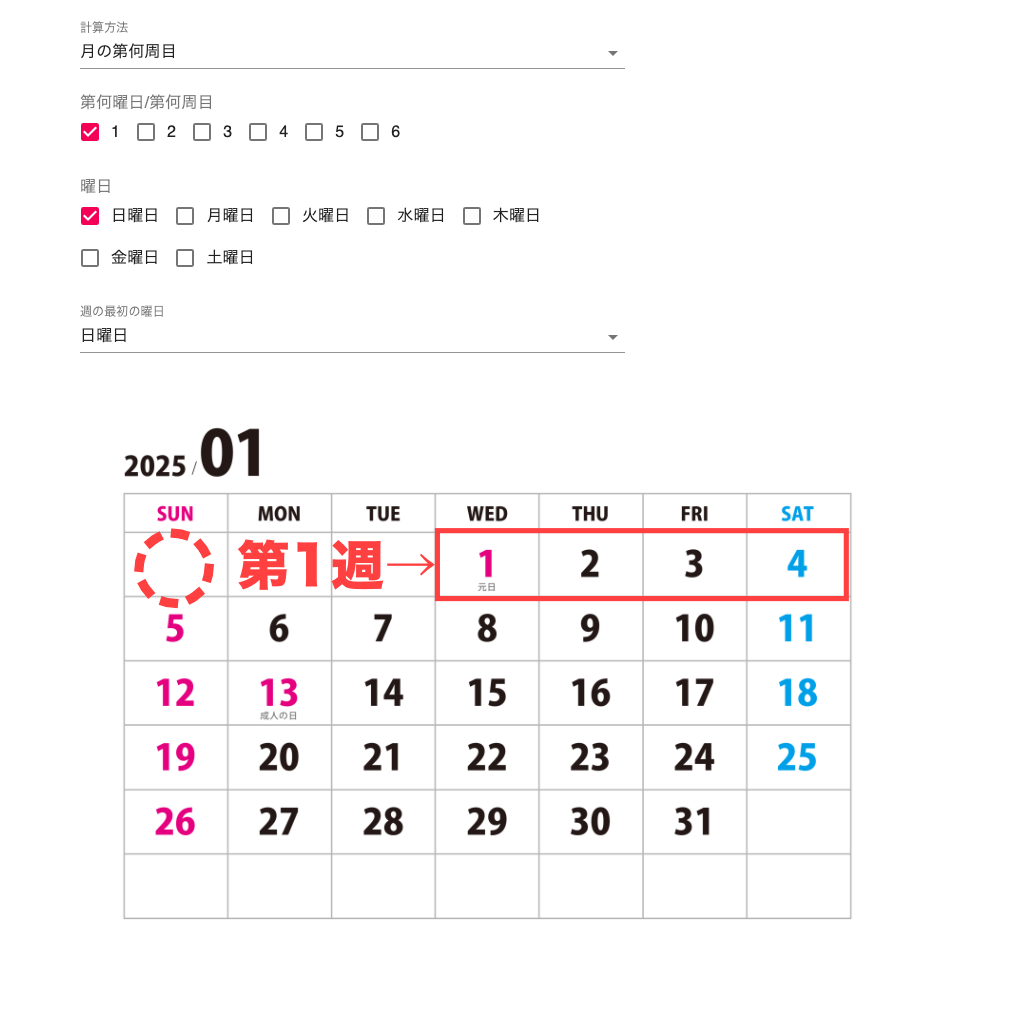 計算方法
月の第何周目
第何曜日/第何周目
1 2 3 4 5 6
曜日
日曜日 月曜日 火曜日 水曜日 木曜日
金曜日 土曜日
週の最初の曜日
日曜日
2025 / 01
SUN MON TUE WED THU FRI SAT
第1週→ 1 2 3 4
元日
5 6 7 8 9 10 11
12 13 14 15 16 17 18
成人の日
19 20 21 22 23 24 25
26 27 28 29 30 31